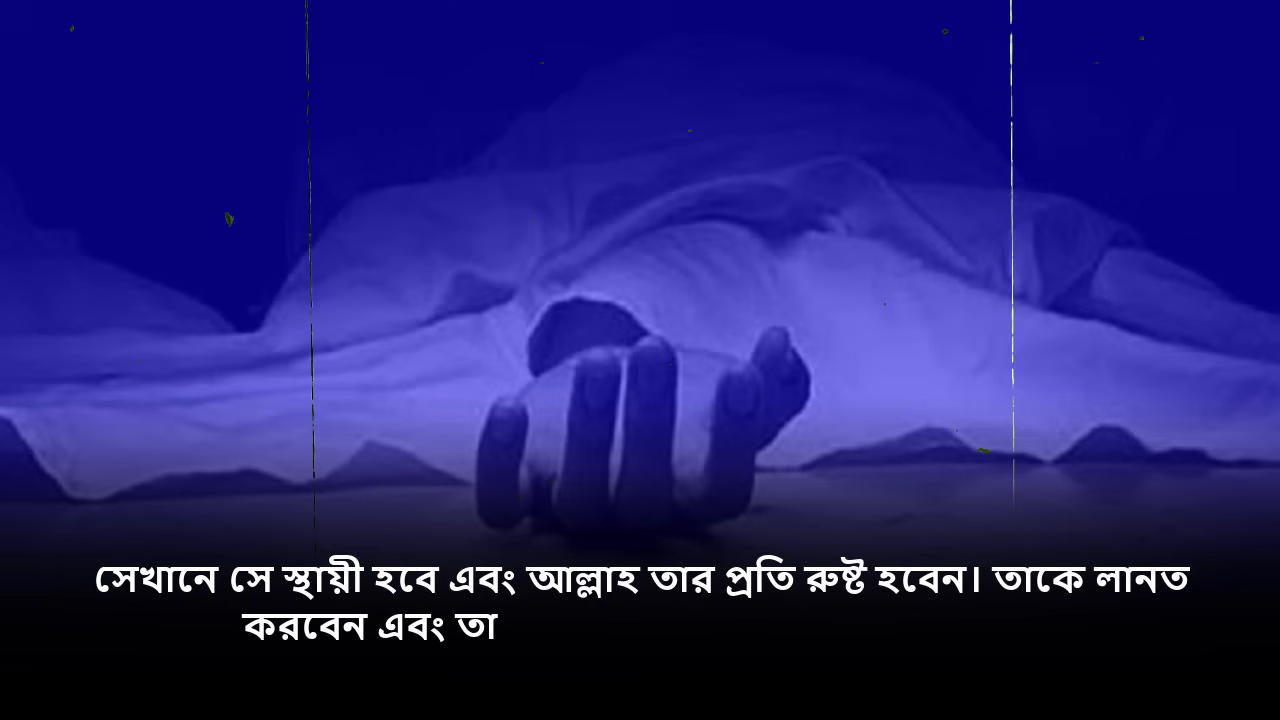 সেখানে সে স্থায়ী হবে এবং আল্লাহ তার প্রতি রুষ্ট হবেন। তাকে লানত
করবেন এবং তা